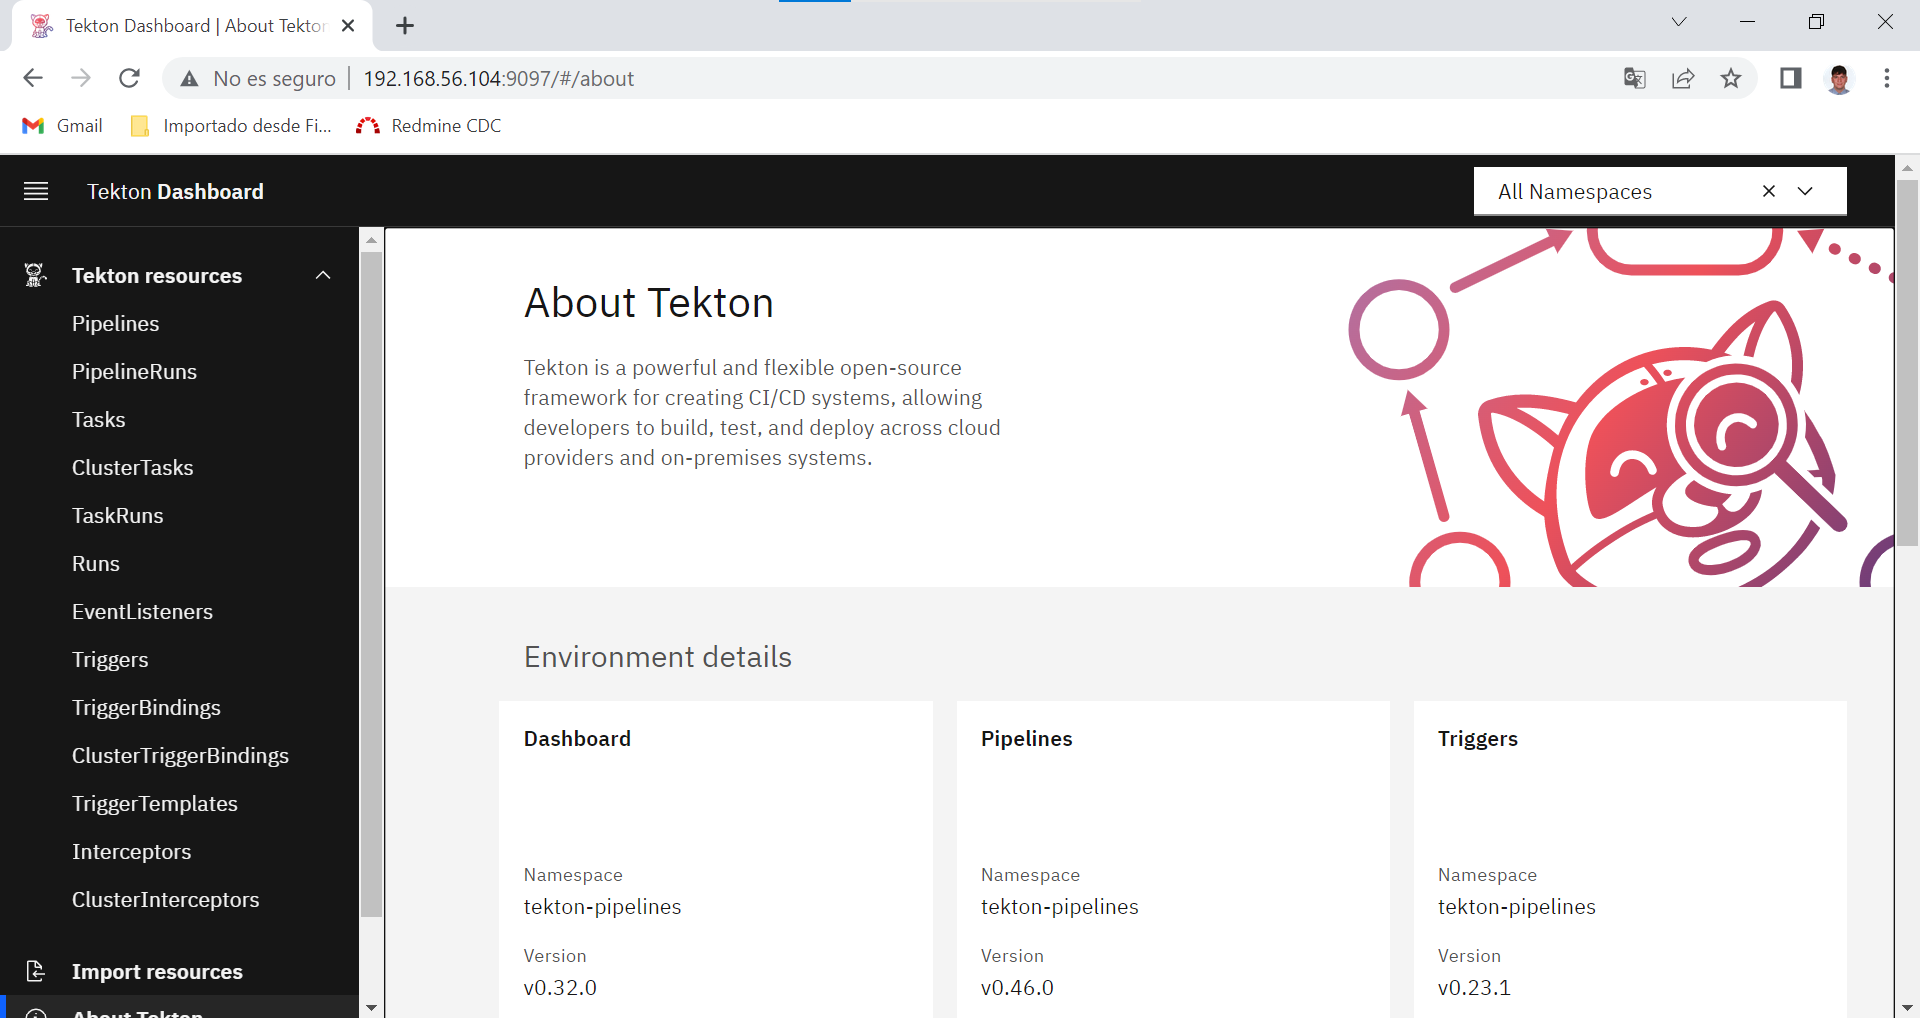 Tekton Dashboard | About Tekton
No es seguro 192.168.56.104:9097/#/about
Gmail Importado desde Fi... Redmine CDC
Tekton Dashboard
All Namespaces
Tekton resources
Pipelines
PipelineRuns
Tasks
ClusterTasks
TaskRuns
Runs
EventListeners
Triggers
TriggerBindings
ClusterTriggerBindings
TriggerTemplates
Interceptors
ClusterInterceptors
Import resources
About Tekton
About Tekton
Tekton is a powerful and flexible open-source
framework for creating CI/CD systems, allowing
developers to build, test, and deploy across cloud
providers and on-premises systems.
Environment details
Dashboard
Namespace
tekton-pipelines
Version
v0.32.0
Pipelines
Namespace
tekton-pipelines
Version
v0.46.0
Triggers
Namespace
tekton-pipelines
Version
v0.23.1